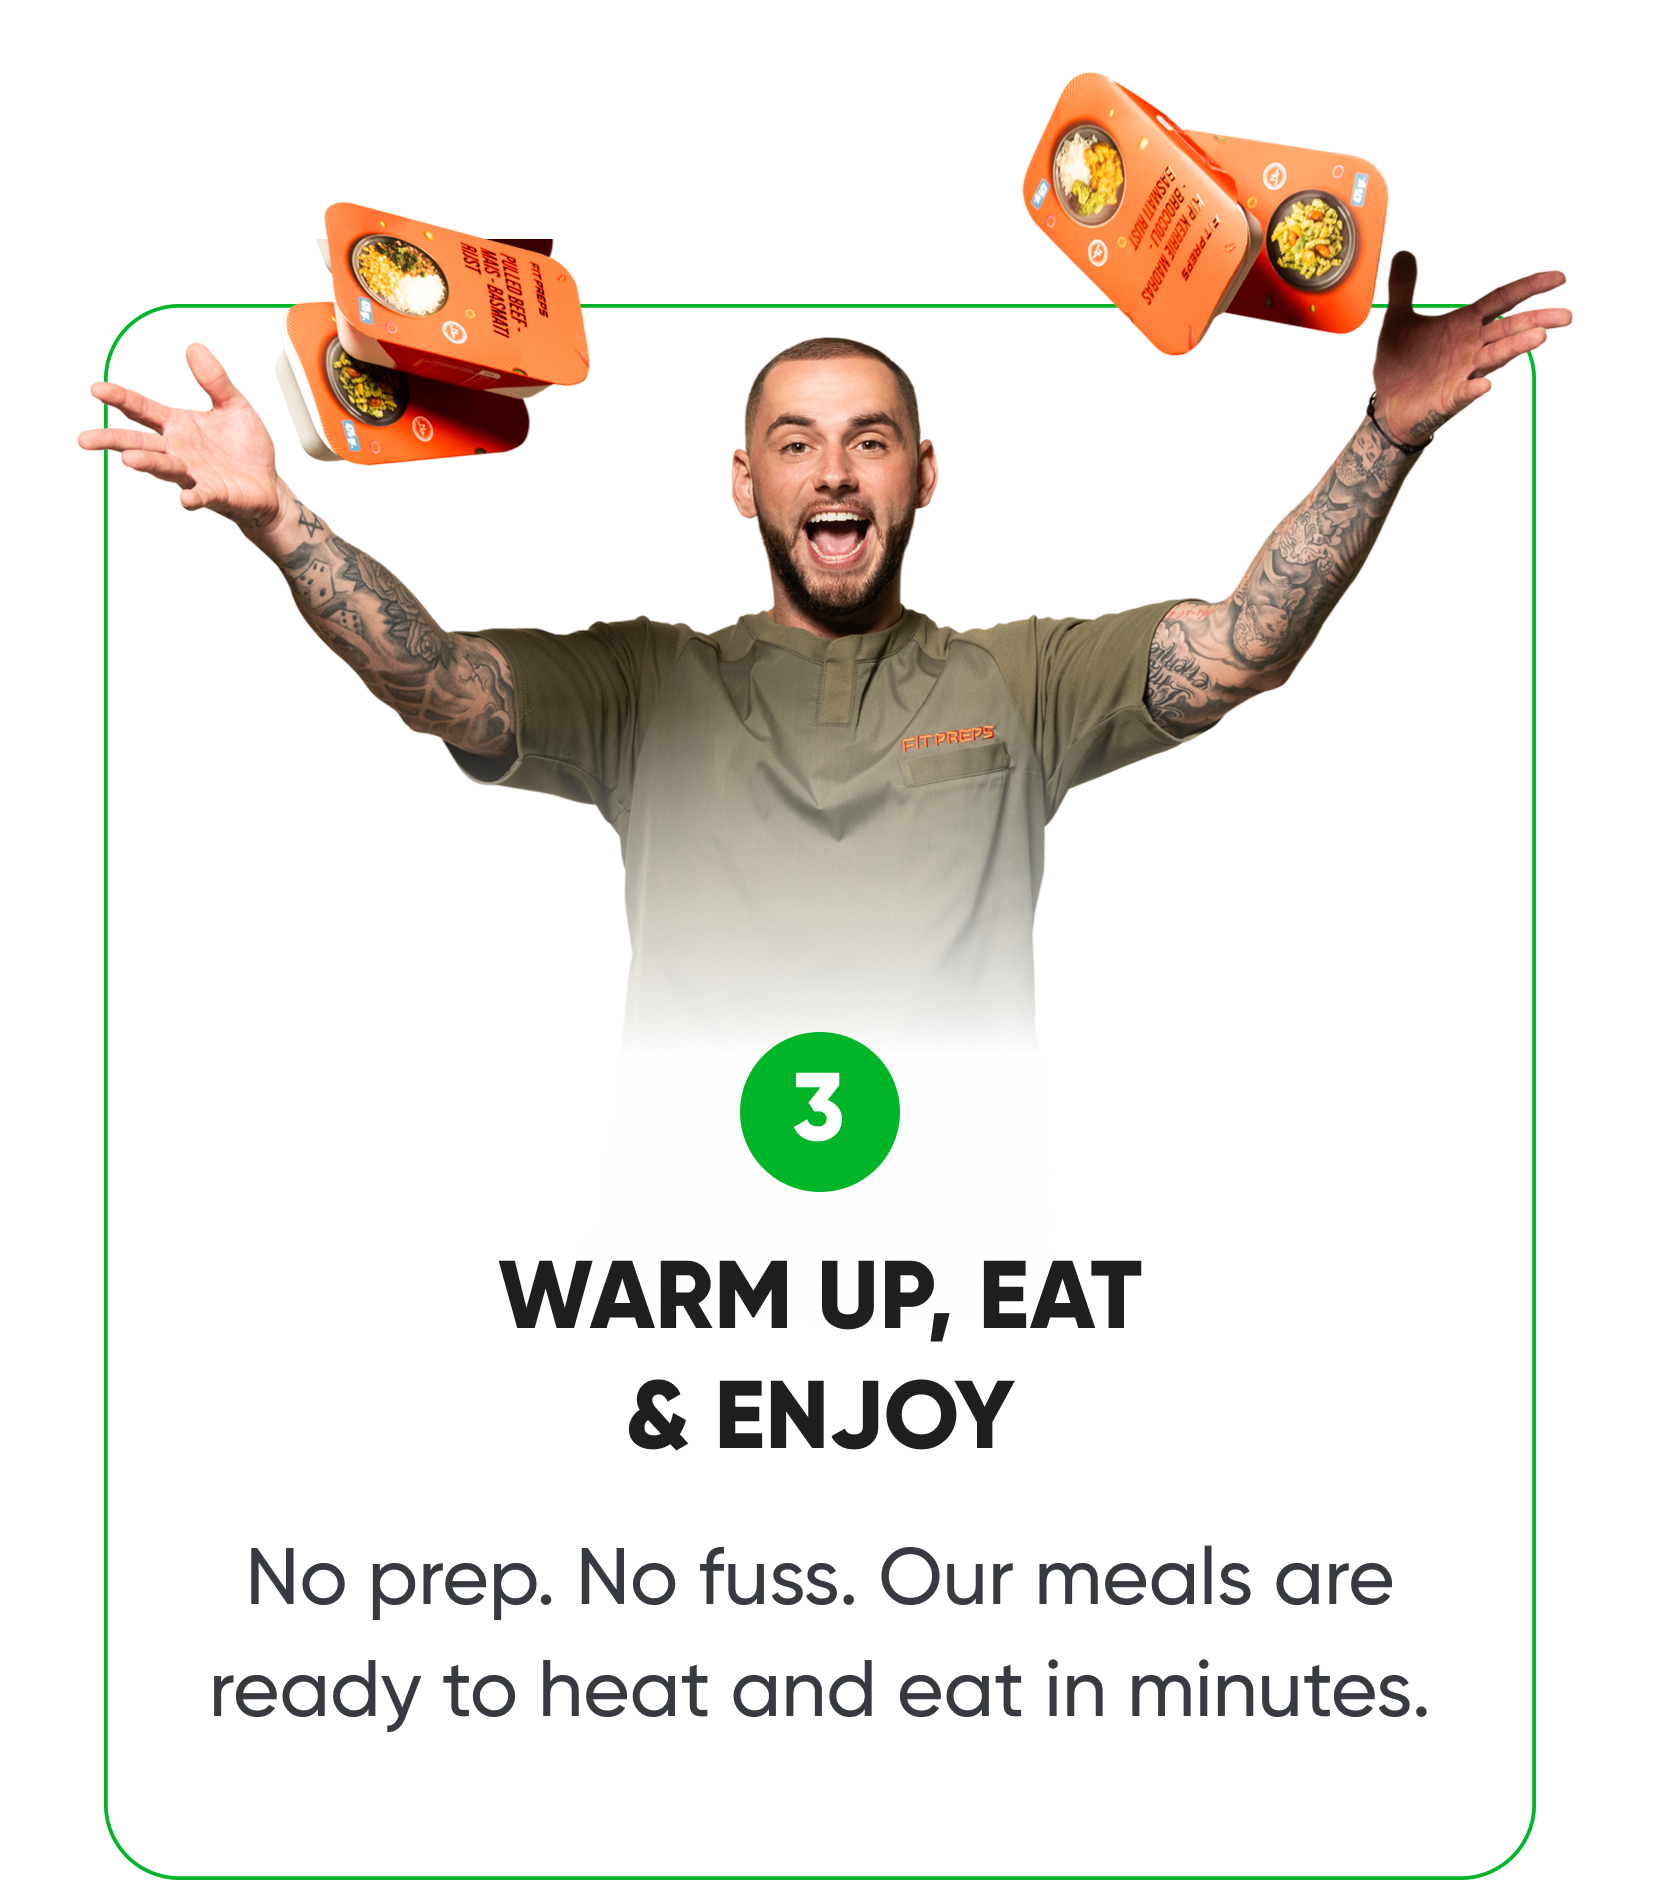 FITPREPS
PULLED BEEF -
MAIS - BASMATI
RIJST
FITPREPS
KIP KERRIE MADRAS
- BROCCOLI -
BASMATI RIJST
FITPREPS
3
WARM UP, EAT
& ENJOY
No prep. No fuss. Our meals are
ready to heat and eat in minutes.